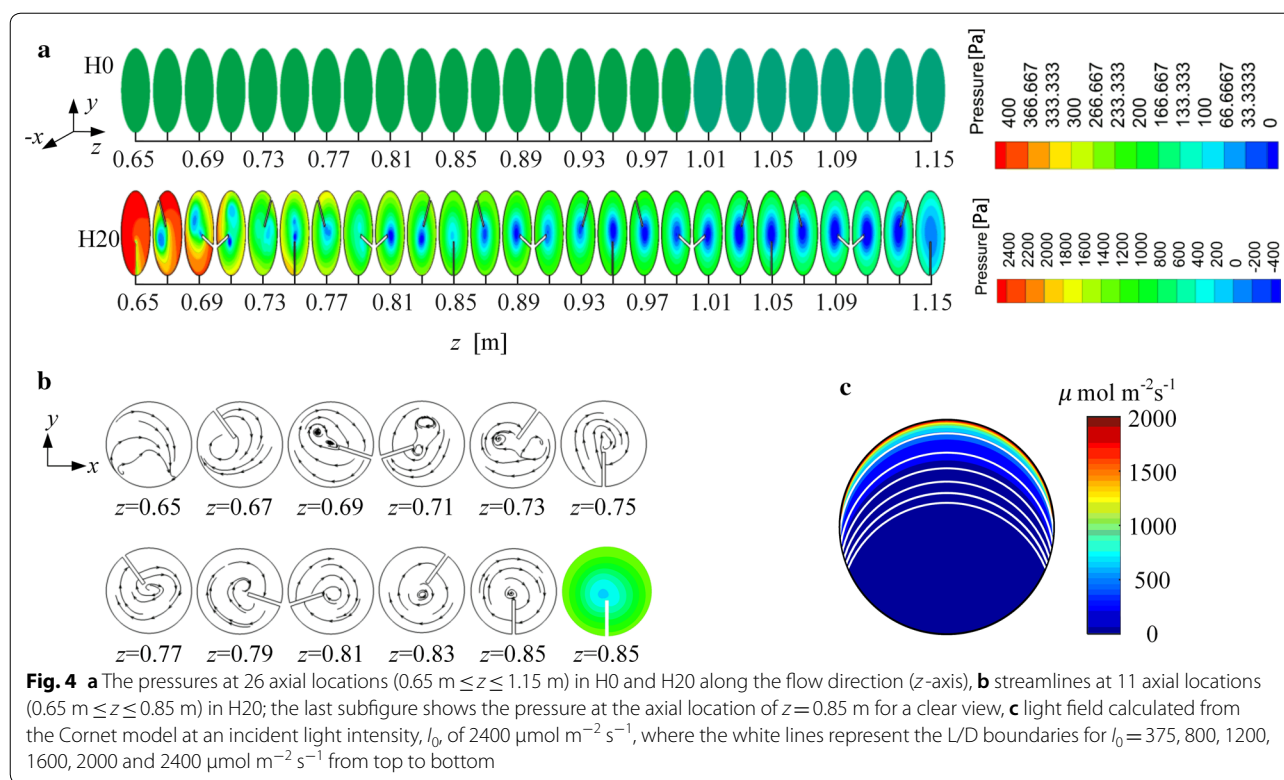 a
H0
y
-x
z
0.65 0.69 0.73 0.77 0.81 0.85 0.89 0.93 0.97 1.01 1.05 1.09 1.15
Pressure [Pa]
400
366.667
333.333
300
266.667
233.333
200
166.667
133.333
100
66.6667
33.3333
0
H20
0.65 0.69 0.73 0.77 0.81 0.85 0.89 0.93 0.97 1.01 1.05 1.09 1.15
z [m]
Pressure [Pa]
2400
2200
2000
1800
1600
1400
1200
1000
800
600
400
200
0
-200
-400
b
y
x
z=0.65 z=0.67 z=0.69 z=0.71 z=0.73 z=0.75
z=0.77 z=0.79 z=0.81 z=0.83 z=0.85 z=0.85
c
μ mol m⁻²s⁻¹
2000
1500
1000
500
0
Fig. 4 a The pressures at 26 axial locations (0.65 m ≤ z ≤ 1.15 m) in H0 and H20 along the flow direction (z-axis), b streamlines at 11 axial locations
(0.65 m ≤ z ≤ 0.85 m) in H20; the last subfigure shows the pressure at the axial location of z = 0.85 m for a clear view, c light field calculated from
the Cornet model at an incident light intensity, I₀, of 2400 μmol m⁻² s⁻¹, where the white lines represent the L/D boundaries for I₀ = 375, 800, 1200,
1600, 2000 and 2400 μmol m⁻² s⁻¹ from top to bottom